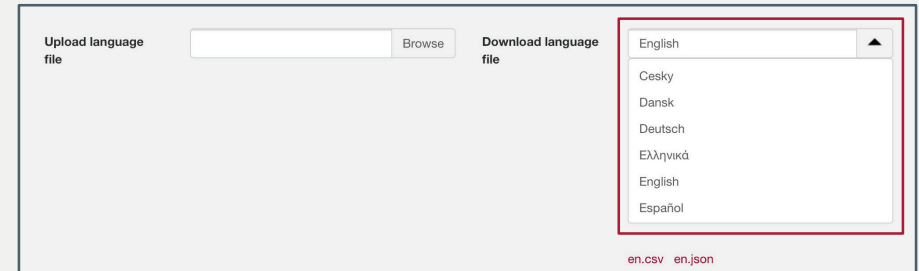 Upload language
file
Browse
Download language
file
English
Cesky
Dansk
Deutsch
Ελληνικά
English
Español
en.csv en.json